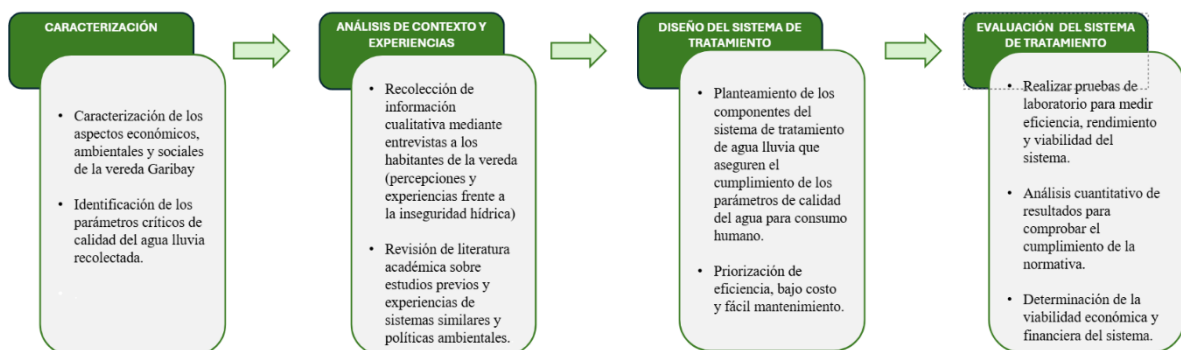 CARACTERIZACIÓN
• Caracterización de los
aspectos económicos,
ambientales y sociales
de la vereda Garibay
• Identificación de los
parámetros críticos de
calidad del agua lluvia
recolectada.
ANÁLISIS DE CONTEXTO Y
EXPERIENCIAS
• Recolección de
información
cualitativa mediante
entrevistas a los
habitantes de la vereda
(percepciones y
experiencias frente a
la inseguridad hídrica)
• Revisión de literatura
académica sobre
estudios previos y
experiencias de
sistemas similares y
políticas ambientales.
DISEÑO DEL SISTEMA DE
TRATAMIENTO
• Planteamiento de los
componentes del
sistema de tratamiento
de agua lluvia que
aseguren el
cumplimiento de los
parámetros de calidad
del agua para consumo
humano.
• Priorización de
eficiencia, bajo costo
y fácil mantenimiento.
EVALUACIÓN DEL SISTEMA
DE TRATAMIENTO
• Realizar pruebas de
laboratorio para medir
eficiencia, rendimiento
y viabilidad del
sistema.
• Análisis cuantitativo de
resultados para
comprobar el
cumplimiento de la
normativa.
• Determinación de la
viabilidad económica y
financiera del sistema.